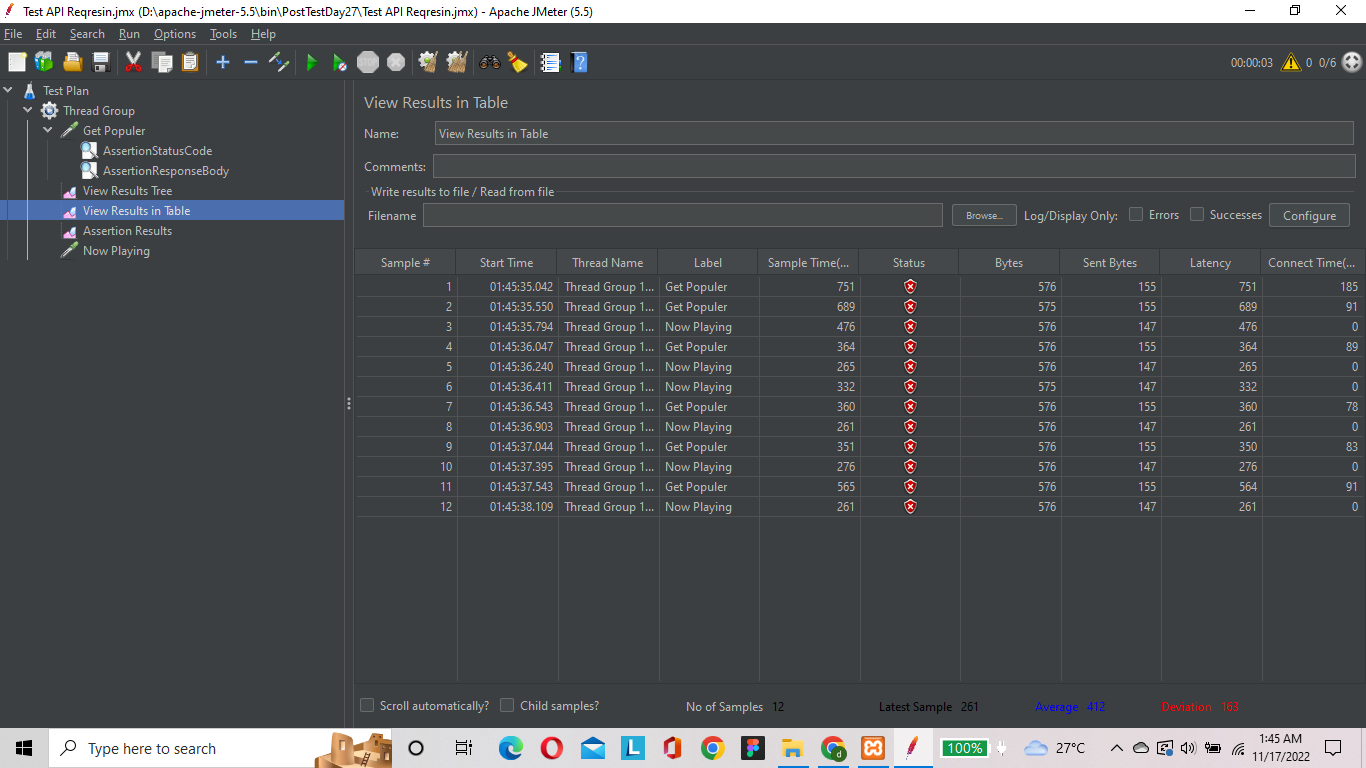 Test API Reqresin.jmx (D:\apache-jmeter-5.5\bin\PostTestDay27\Test API Reqresin.jmx) - Apache JMeter (5.5)
File Edit Search Run Options Tools Help
STOP 00:00:03 0 0/6
Test Plan
Thread Group
Get Populer
AssertionStatusCode
AssertionResponseBody
View Results Tree
View Results in Table
Assertion Results
Now Playing
View Results in Table
Name: View Results in Table
Comments:
Write results to file / Read from file
Filename Browse... Log/Display Only: Errors Successes Configure
Sample # Start Time Thread Name Label Sample Time(... Status Bytes Sent Bytes Latency Connect Time(...
1 01:45:35.042 Thread Group 1... Get Populer 751 576 155 751 185
2 01:45:35.550 Thread Group 1... Get Populer 689 575 155 689 91
3 01:45:35.794 Thread Group 1... Now Playing 476 576 147 476 0
4 01:45:36.047 Thread Group 1... Get Populer 364 576 155 364 89
5 01:45:36.240 Thread Group 1... Now Playing 265 576 147 265 0
6 01:45:36.411 Thread Group 1... Now Playing 332 575 147 332 0
7 01:45:36.543 Thread Group 1... Get Populer 360 576 155 360 78
8 01:45:36.903 Thread Group 1... Now Playing 261 576 147 261 0
9 01:45:37.044 Thread Group 1... Get Populer 351 576 155 350 83
10 01:45:37.395 Thread Group 1... Now Playing 276 576 147 276 0
11 01:45:37.543 Thread Group 1... Get Populer 565 576 155 564 91
12 01:45:38.109 Thread Group 1... Now Playing 261 576 147 261 0
Scroll automatically? Child samples? No of Samples 12 Latest Sample 261 Average 412 Deviation 163
Type here to search 100% 27°C 1:45 AM
11/17/2022